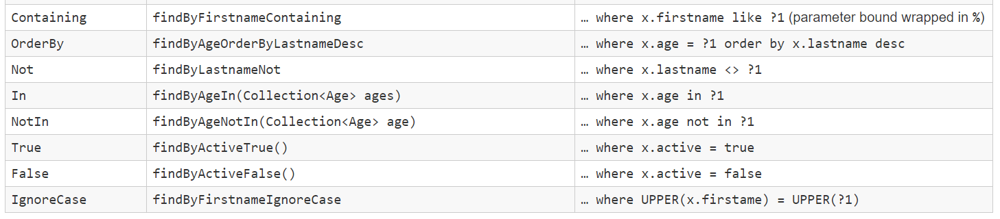 Containing findByFirstnameContaining … where x.firstname like ?1 (parameter bound wrapped in %)
OrderBy findByAgeOrderByLastnameDesc … where x.age = ?1 order by x.lastname desc
Not findByLastnameNot … where x.lastname <> ?1
In findByAgeIn(Collection<Age> ages) … where x.age in ?1
NotIn findByAgeNotIn(Collection<Age> age) … where x.age not in ?1
True findByActiveTrue() … where x.active = true
False findByActiveFalse() … where x.active = false
IgnoreCase findByFirstnameIgnoreCase … where UPPER(x.firstame) = UPPER(?1)